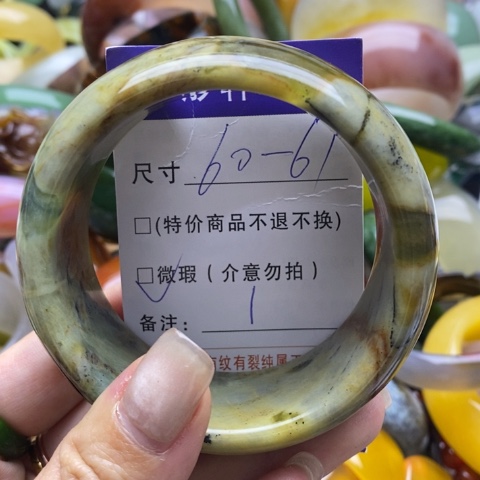 尺寸 60-61
□(特价商品不退不换)
□微瑕(介意勿拍)
备注: 1
纹有裂纯属